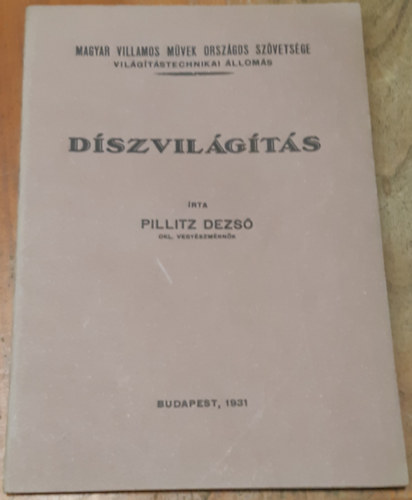 MAGYAR VILLAMOS MŰVEK ORSZÁGOS SZÖVETSÉGE
VILÁGÍTÁSTECHNIKAI ÁLLOMÁS
DÍSZVILÁGÍTÁS
ÍRTA
PILLITZ DEZSŐ
OKL. VEGYÉSZMÉRNÖK
BUDAPEST, 1931